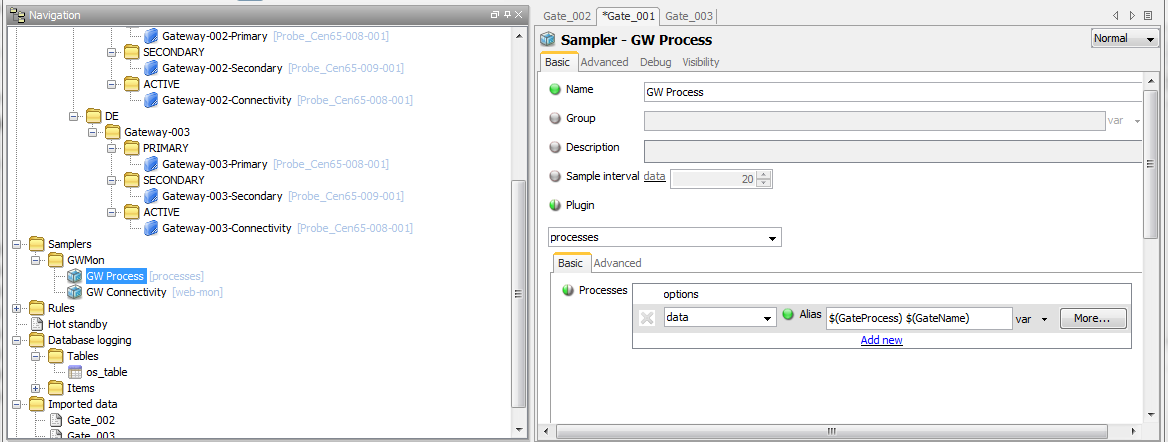 Navigation
Gateway-002-Primary [Probe_Cen65-008-001]
SECONDARY
Gateway-002-Secondary [Probe_Cen65-009-001]
ACTIVE
Gateway-002-Connectivity [Probe_Cen65-008-001]
DE
Gateway-003
PRIMARY
Gateway-003-Primary [Probe_Cen65-008-001]
SECONDARY
Gateway-003-Secondary [Probe_Cen65-009-001]
ACTIVE
Gateway-003-Connectivity [Probe_Cen65-008-001]
Samplers
GWMon
GW Process [processes]
GW Connectivity [web-mon]
Rules
Hot standby
Database logging
Tables
os_table
Items
Imported data
Gate_002
Gate_003
Gate_002 *Gate_001 Gate_003
Sampler - GW Process Normal
Basic Advanced Debug Visibility
Name GW Process
Group var
Description
Sample interval data 20
Plugin
processes
Basic Advanced
Processes options
data Alias $(GateProcess) $(GateName) var More...
Add new